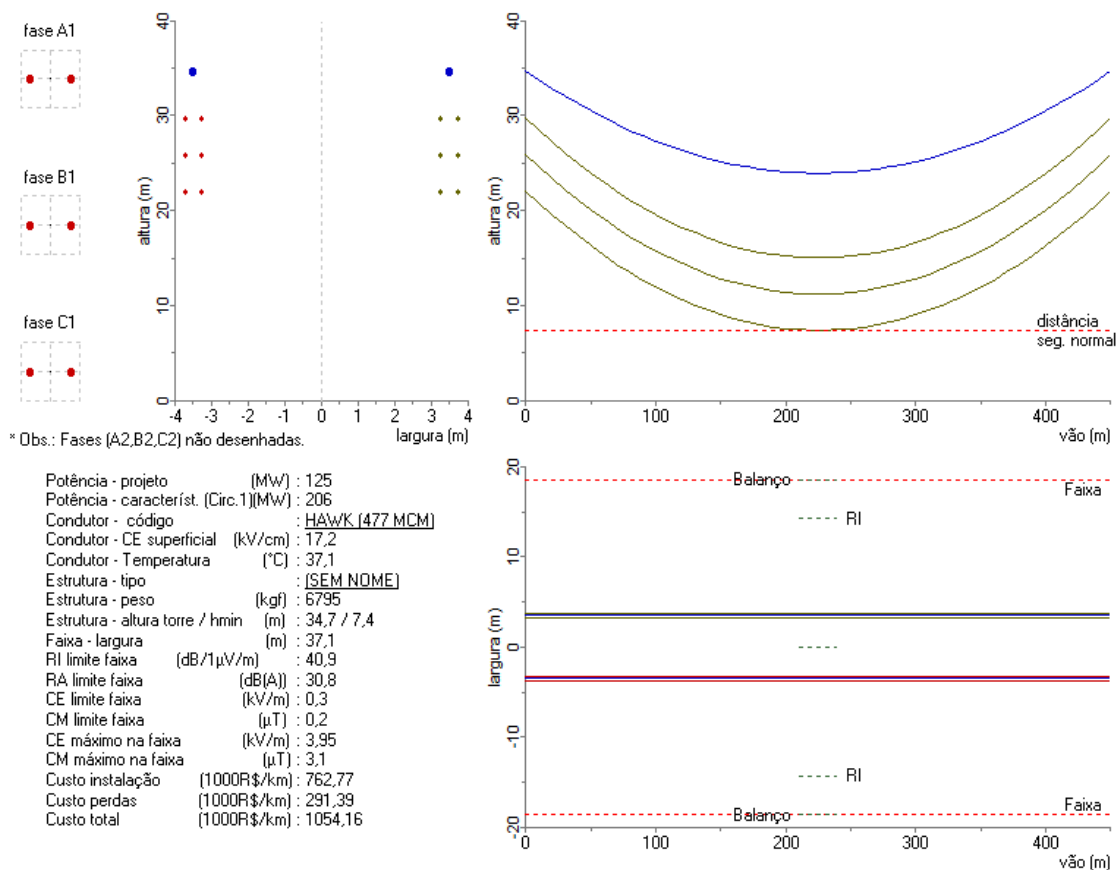 fase A1
fase B1
fase C1
* Obs.: Fases (A2,B2,C2) não desenhadas.
altura (m)
40
30
20
10
0
-4 -3 -2 -1 0 1 2 3 4
largura (m)
altura (m)
40
30
20
10
0
distância
seg. normal
0 100 200 300 400
vão (m)
Potência - projeto (MW) : 125
Potência - característ. (Circ.1)(MW) : 206
Condutor - código : HAWK (477 MCM)
Condutor - CE superficial (kV/cm) : 17,2
Condutor - Temperatura (°C) : 37,1
Estrutura - tipo : (SEM NOME)
Estrutura - peso (kgf) : 6795
Estrutura - altura torre / hmin (m) : 34,7 / 7,4
Faixa - largura (m) : 37,1
RI limite faixa (dB/1µV/m) : 40,9
RA limite faixa (dB(A)) : 30,8
CE limite faixa (kV/m) : 0,3
CM limite faixa (µT) : 0,2
CE máximo na faixa (kV/m) : 3,95
CM máximo na faixa (µT) : 3,1
Custo instalação (1000R$/km) : 762,77
Custo perdas (1000R$/km) : 291,39
Custo total (1000R$/km) : 1054,16
largura (m)
20
10
0
-10
-20
Balanço
Faixa
RI
RI
Balanço
Faixa
0 100 200 300 400
vão (m)